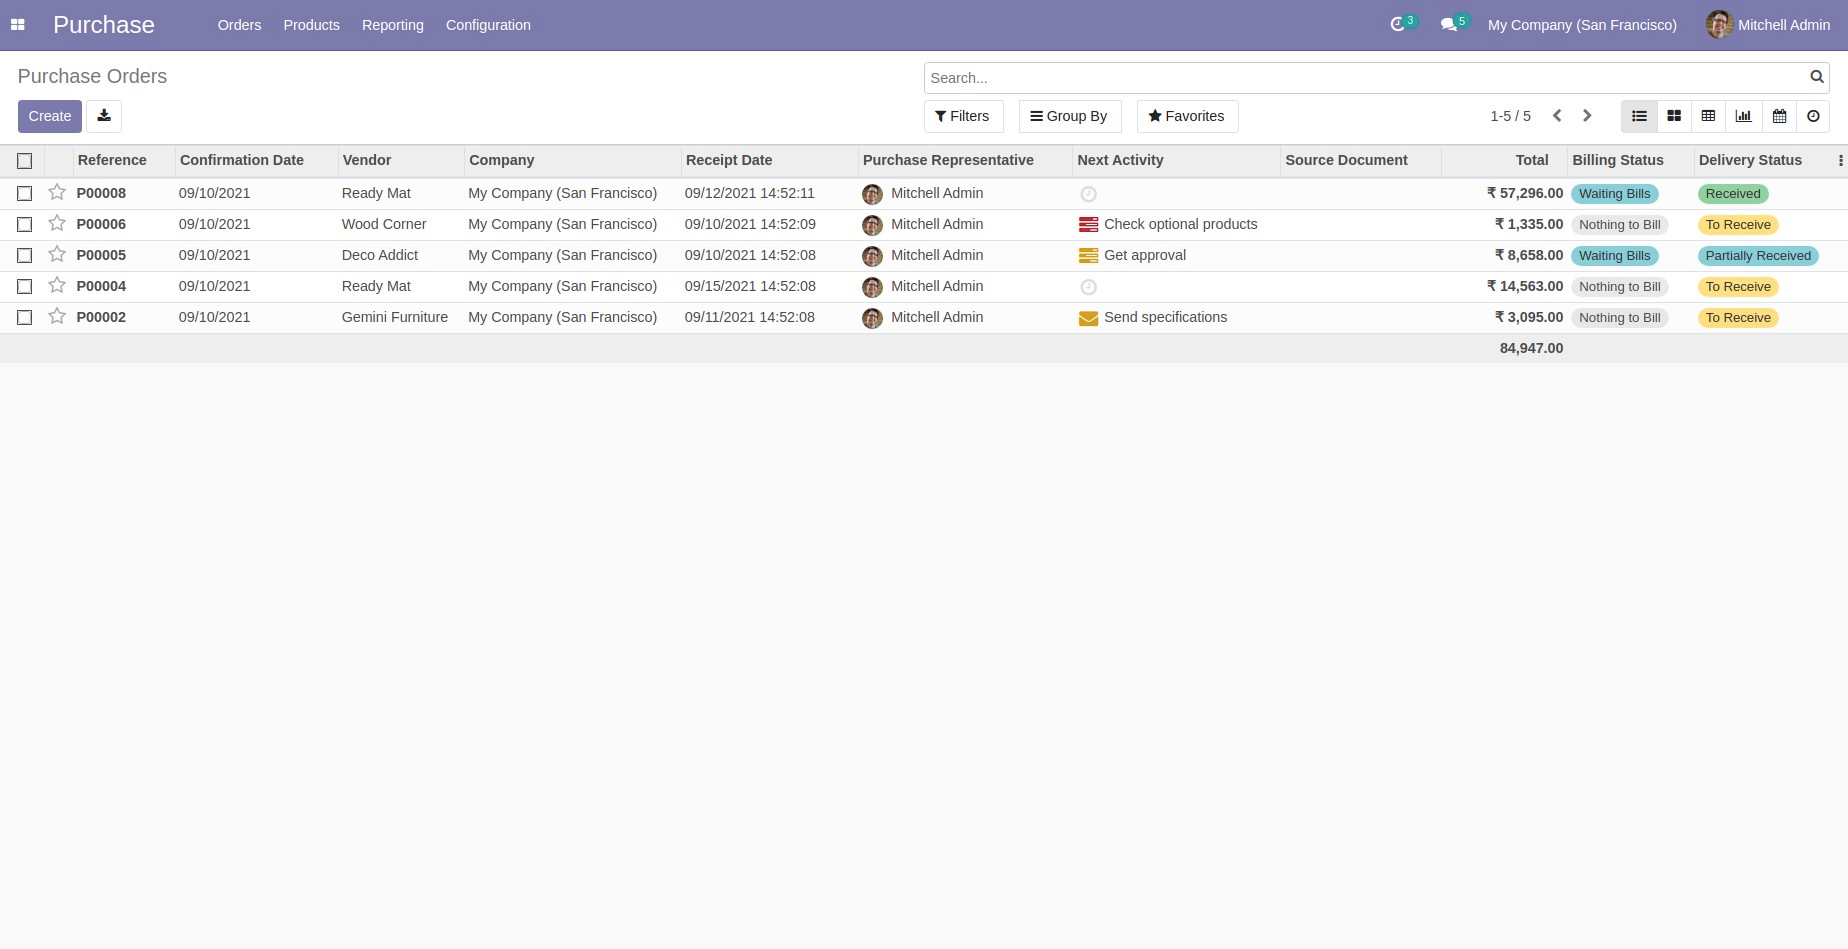 Purchase Orders Products Reporting Configuration 3 5 My Company (San Francisco) Mitchell Admin
Purchase Orders
Search...
Create Filters Group By Favorites 1-5 / 5
Reference Confirmation Date Vendor Company Receipt Date Purchase Representative Next Activity Source Document Total Billing Status Delivery Status
P00008 09/10/2021 Ready Mat My Company (San Francisco) 09/12/2021 14:52:11 Mitchell Admin ₹ 57,296.00 Waiting Bills Received
P00006 09/10/2021 Wood Corner My Company (San Francisco) 09/10/2021 14:52:09 Mitchell Admin Check optional products ₹ 1,335.00 Nothing to Bill To Receive
P00005 09/10/2021 Deco Addict My Company (San Francisco) 09/10/2021 14:52:08 Mitchell Admin Get approval ₹ 8,658.00 Waiting Bills Partially Received
P00004 09/10/2021 Ready Mat My Company (San Francisco) 09/15/2021 14:52:08 Mitchell Admin ₹ 14,563.00 Nothing to Bill To Receive
P00002 09/10/2021 Gemini Furniture My Company (San Francisco) 09/11/2021 14:52:08 Mitchell Admin Send specifications ₹ 3,095.00 Nothing to Bill To Receive
84,947.00